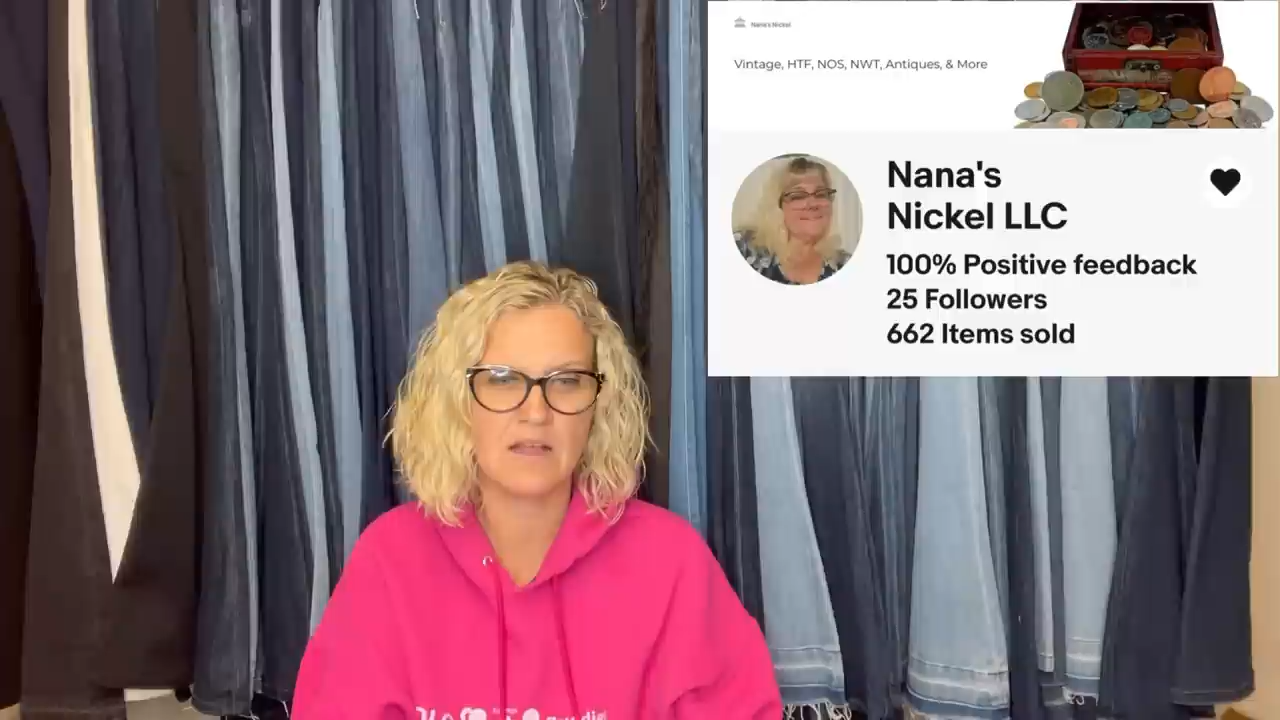 Nana's Nickel
Vintage, HTF, NOS, NWT, Antiques, & More
Nana's
Nickel LLC
100% Positive feedback
25 Followers
662 Items sold